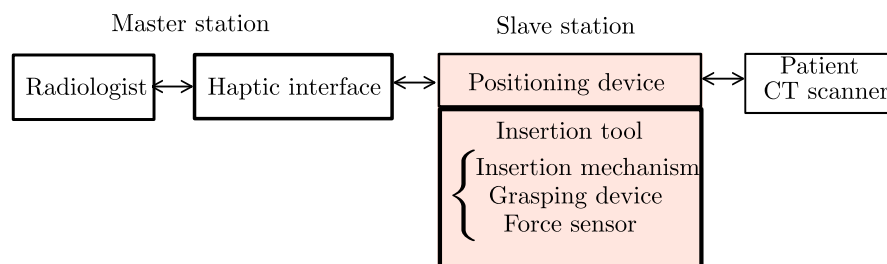 Master station
Slave station
Radiologist
Haptic interface
Positioning device
Patient
CT scanner
Insertion tool
Insertion mechanism
Grasping device
Force sensor